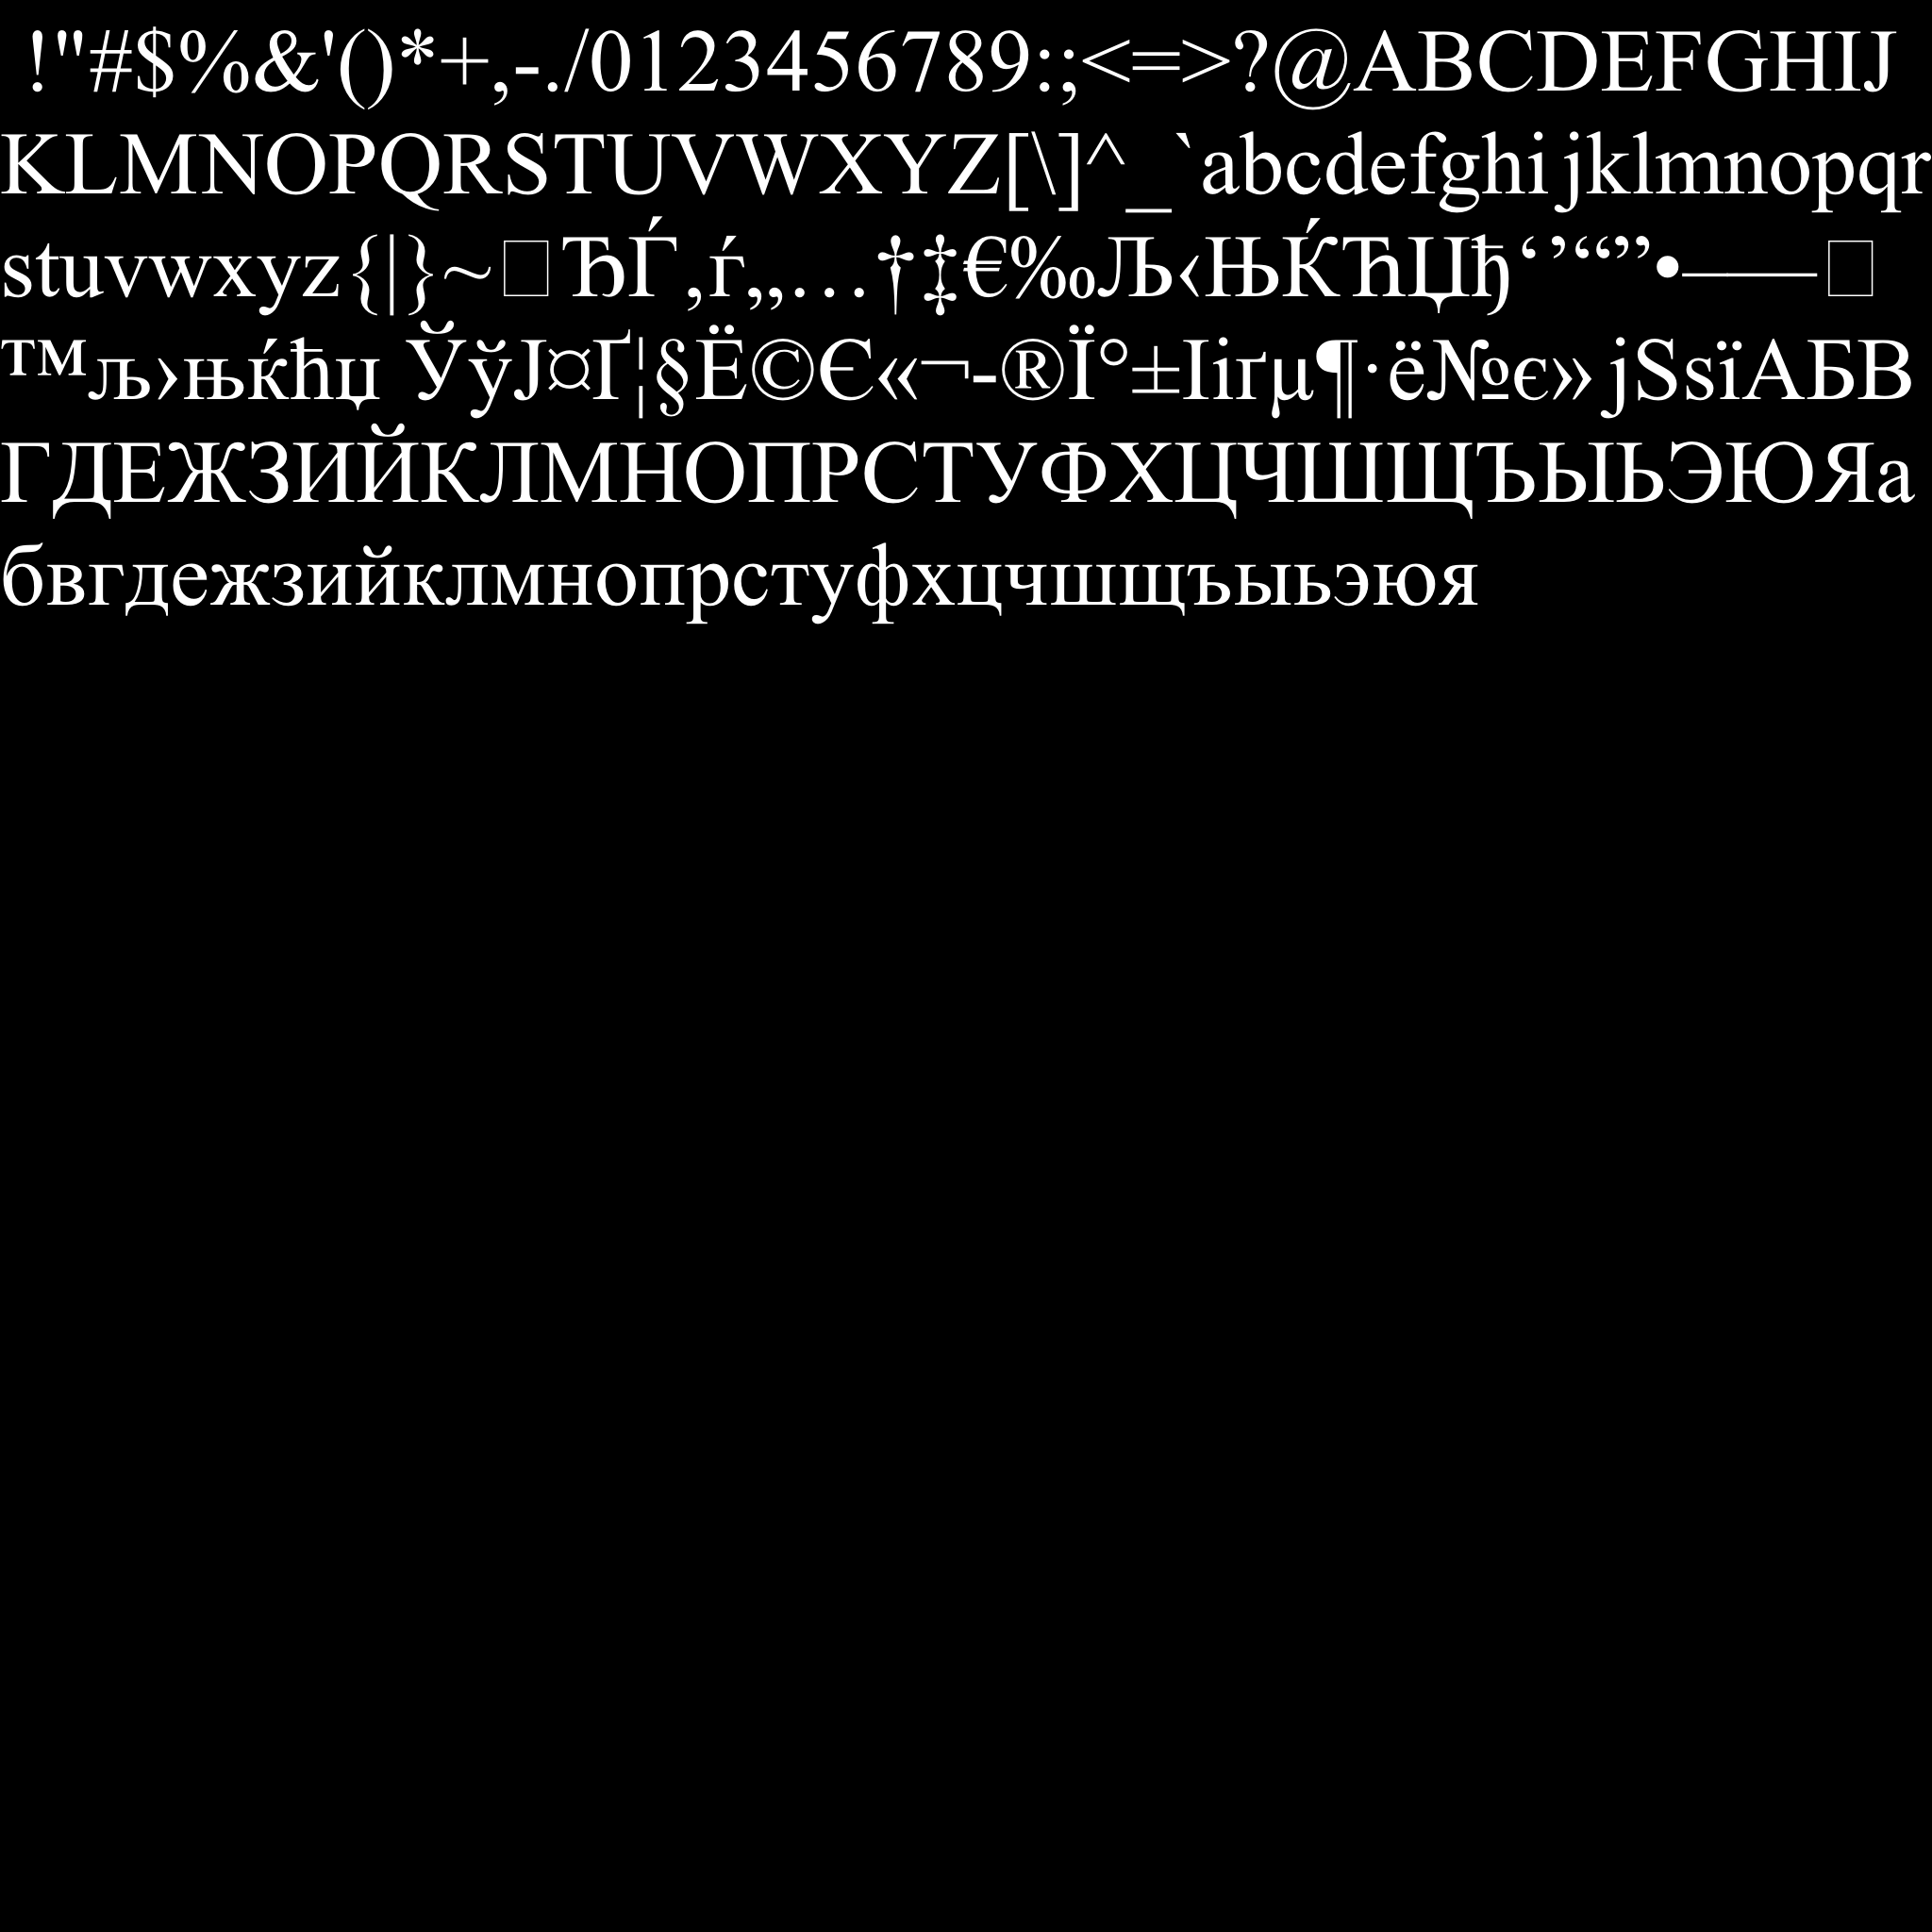 !"#$%&'()*+,-./0123456789:;<=>?@ABCDEFGHIJ
KLMNOPQRSTUVWXYZ[\]^_`abcdefghijklmnopqr
stuvwxyz{|}~□ЂЃ‚ѓ„…†‡€‰Љ‹ЊЌЋЏђ‘’“”•–—□
™љ›њќћџ ЎўЈ¤Ґ¦§Ё©Є«¬-®Ї°±Ііґµ¶·ё№є»јЅѕїАБВ
ГДЕЖЗИЙКЛМНОПРСТУФХЦЧШЩЪЫЬЭЮЯа
бвгдежзийклмнопрстуфхцчшщъыьэюя